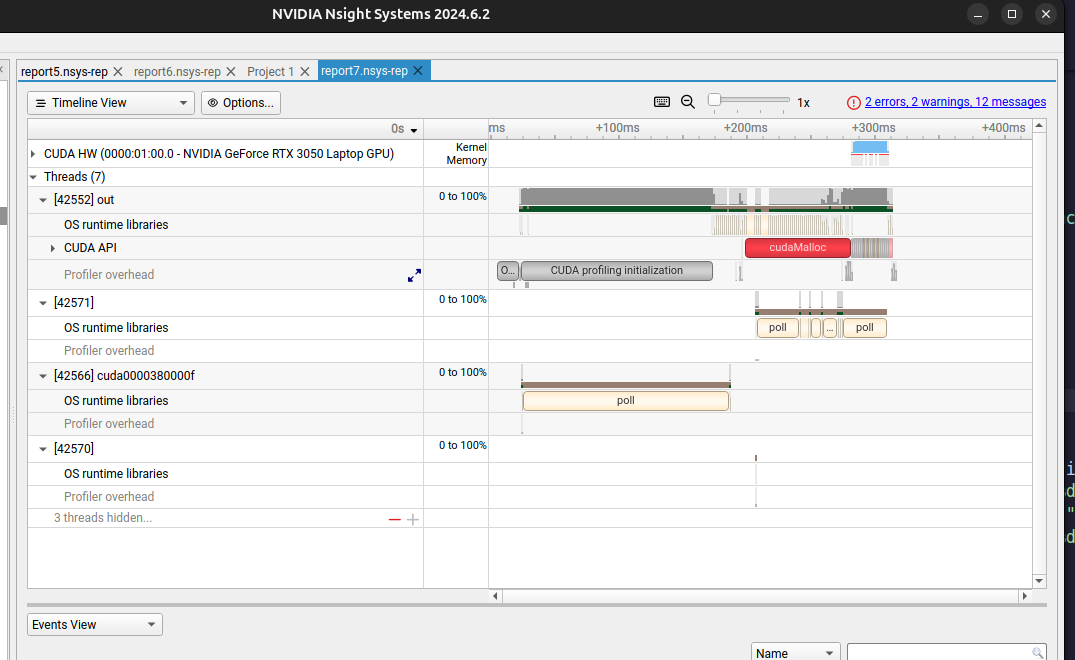 NVIDIA Nsight Systems 2024.6.2
report5.nsys-rep report6.nsys-rep Project 1 report7.nsys-rep
Timeline View Options... 1x 2 errors, 2 warnings, 12 messages
0s ms +100ms +200ms +300ms +400ms
CUDA HW (0000:01:00.0 - NVIDIA GeForce RTX 3050 Laptop GPU) Kernel
Memory
Threads (7)
[42552] out 0 to 100%
OS runtime libraries
CUDA API cudaMalloc
Profiler overhead O... CUDA profiling initialization
[42571] 0 to 100%
OS runtime libraries poll ... poll
Profiler overhead
[42566] cuda0000380000f 0 to 100%
OS runtime libraries poll
Profiler overhead
[42570] 0 to 100%
OS runtime libraries
Profiler overhead
3 threads hidden...
Events View
Name